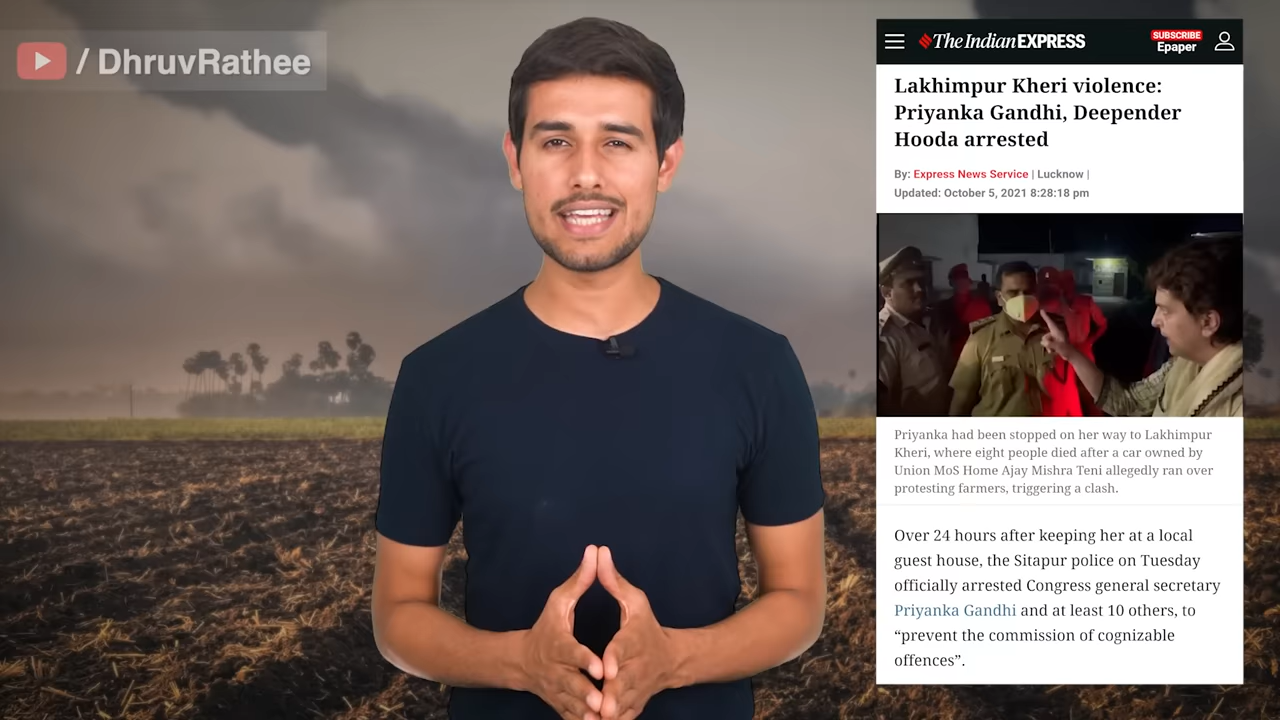 / DhruvRathee
The Indian EXPRESS
SUBSCRIBE
Epaper
Lakhimpur Kheri violence:
Priyanka Gandhi, Deepender
Hooda arrested
By: Express News Service | Lucknow |
Updated: October 5, 2021 8:28:18 pm
Priyanka had been stopped on her way to Lakhimpur
Kheri, where eight people died after a car owned by
Union MoS Home Ajay Mishra Teni allegedly ran over
protesting farmers, triggering a clash.
Over 24 hours after keeping her at a local
guest house, the Sitapur police on Tuesday
officially arrested Congress general secretary
Priyanka Gandhi and at least 10 others, to
“prevent the commission of cognizable
offences”.